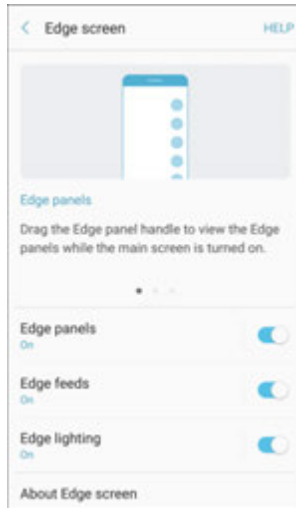 Edge screen HELP
Edge panels
Drag the Edge panel handle to view the Edge
panels while the main screen is turned on.
Edge panels
On
Edge feeds
On
Edge lighting
On
About Edge screen